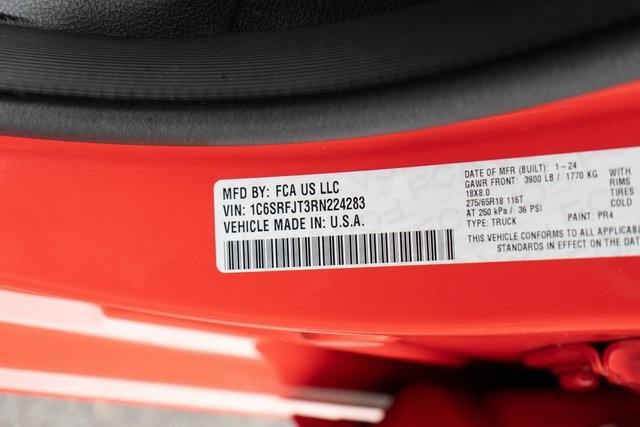 MFD BY: FCA US LLC
VIN: 1C6SRFJT3RN224283
VEHICLE MADE IN: U.S.A.
DATE OF MFR (BUILT): 1-24
GAWR FRONT: 3900 LB / 1770 KG WITH
18X8.0 RIMS
275/65R18 116T TIRES
AT 250 kPa / 36 PSI COLD
TYPE: TRUCK PAINT: PR4
THIS VEHICLE CONFORMS TO ALL
STANDARDS IN EFFECT ON THE